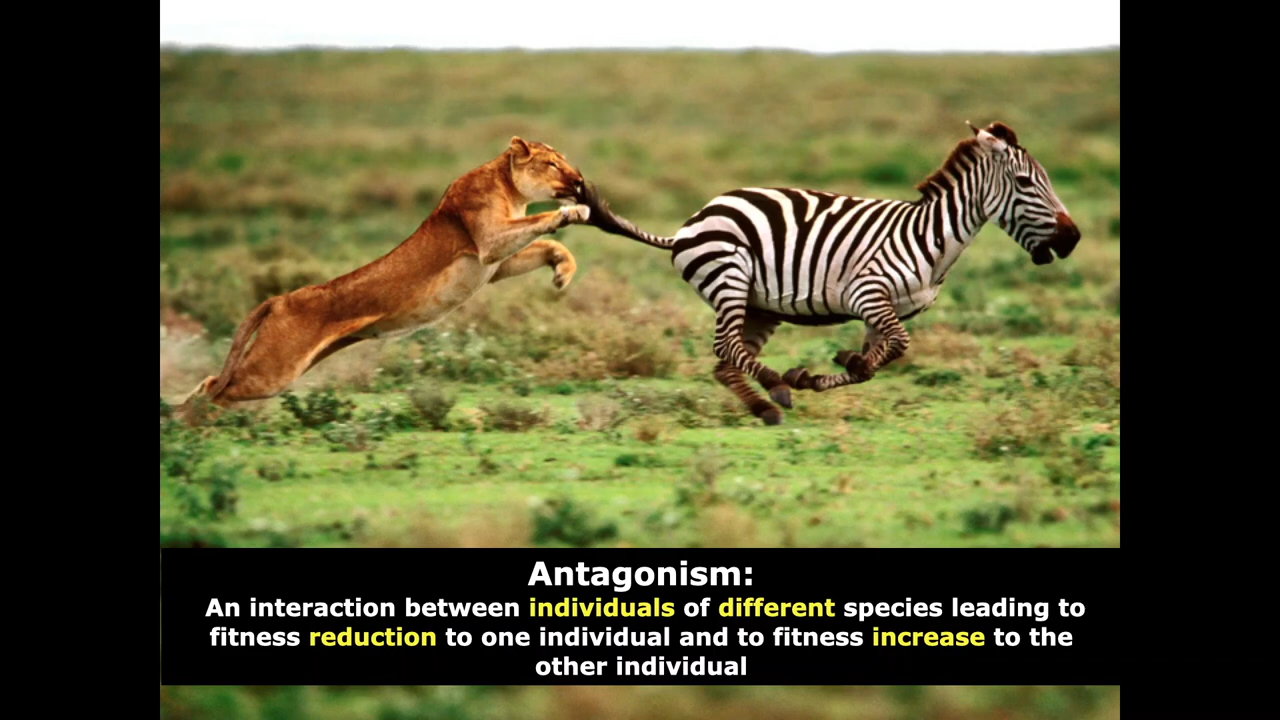 Antagonism:
An interaction between individuals of different species leading to
fitness reduction to one individual and to fitness increase to the
other individual